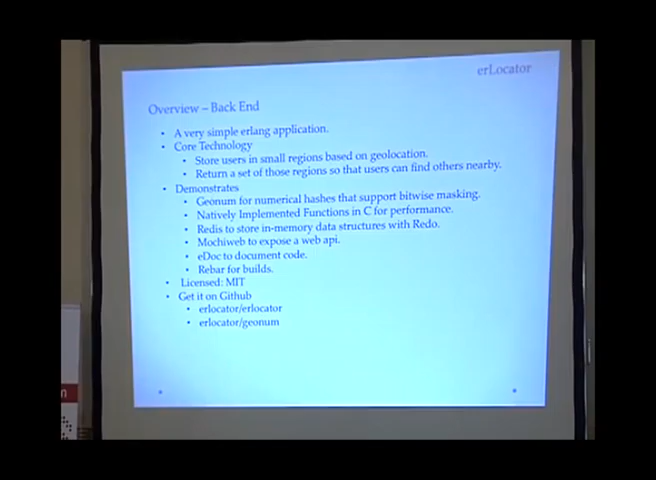 erLocator
Overview – Back End
• A very simple erlang application.
• Core Technology
• Store users in small regions based on geolocation.
• Return a set of those regions so that users can find others nearby.
• Demonstrates
• Geonum for numerical hashes that support bitwise masking.
• Natively Implemented Functions in C for performance.
• Redis to store in-memory data structures with Redo.
• Mochiweb to expose a web api.
• eDoc to document code.
• Rebar for builds.
• Licensed: MIT
• Get it on Github
• erlocator/erlocator
• erlocator/geonum